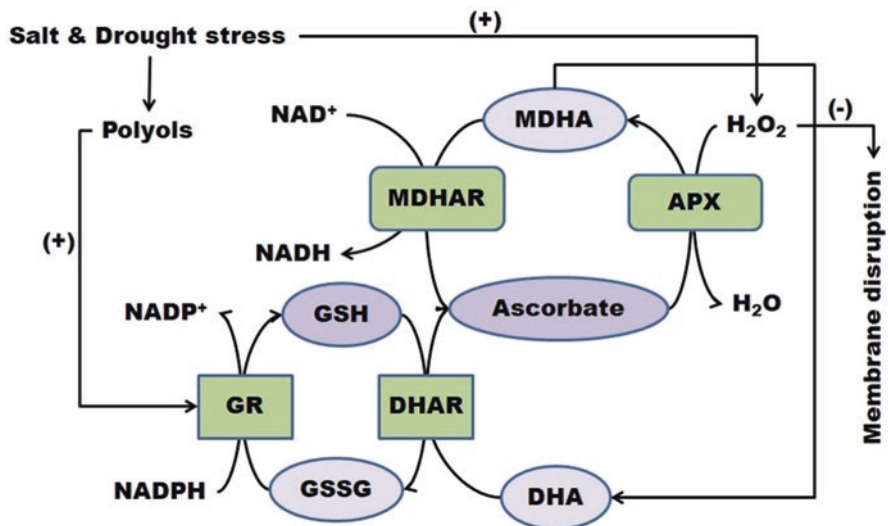 (+)
Salt & Drought stress
NAD⁺
MDHA
H₂O₂
(-)
Polyols
MDHAR
APX
(+)
NADH
Membrane disruption
NADP⁺
GSH
Ascorbate
H₂O
GR
DHAR
NADPH
GSSG
DHA